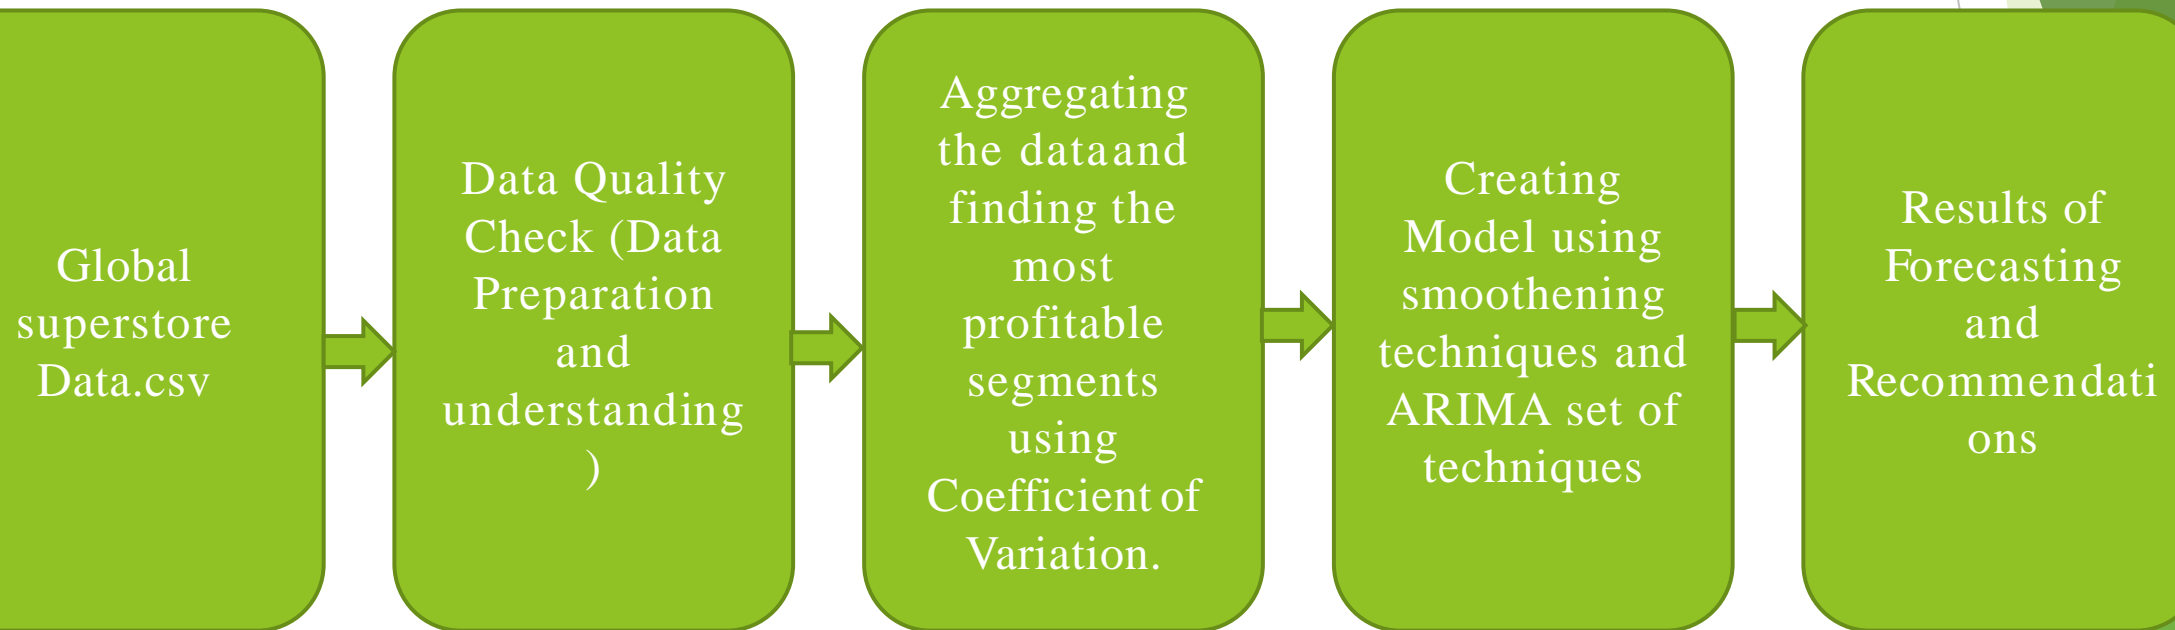 Global
superstore
Data.csv
Data Quality
Check (Data
Preparation
and
understanding
)
Aggregating
the dataand
finding the
most
profitable
segments
using
Coefficient of
Variation.
Creating
Model using
smoothening
techniques and
ARIMA set of
techniques
Results of
Forecasting
and
Recommendati
ons